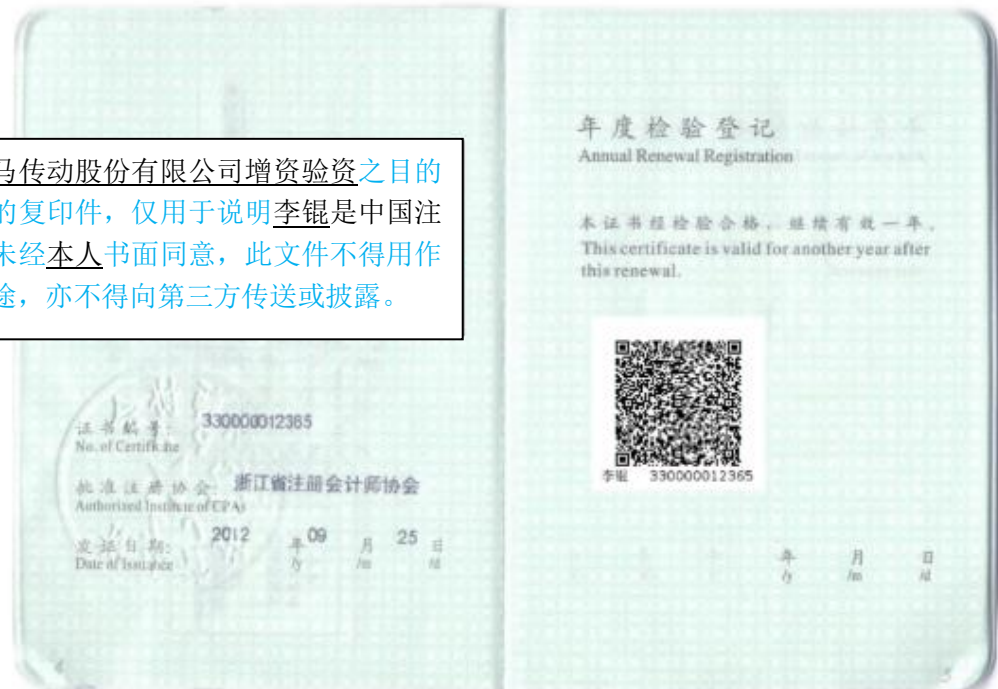 马传动股份有限公司增资验资之目的
的复印件，仅用于说明李锟是中国注
未经本人书面同意，此文件不得用作
途，亦不得向第三方传送或披露。
证书编号: 330000012365
No. of Certificate
批准注册协会: 浙江省注册会计师协会
Authorized Institute of CPAs
发证日期: 2012 年 09 月 25 日
Date of Issuance /y /m /d
4
年度检验登记
Annual Renewal Registration
本证书经检验合格，继续有效一年。
This certificate is valid for another year after
this renewal.
李锟 330000012365
年 月 日
/y /m /d
5